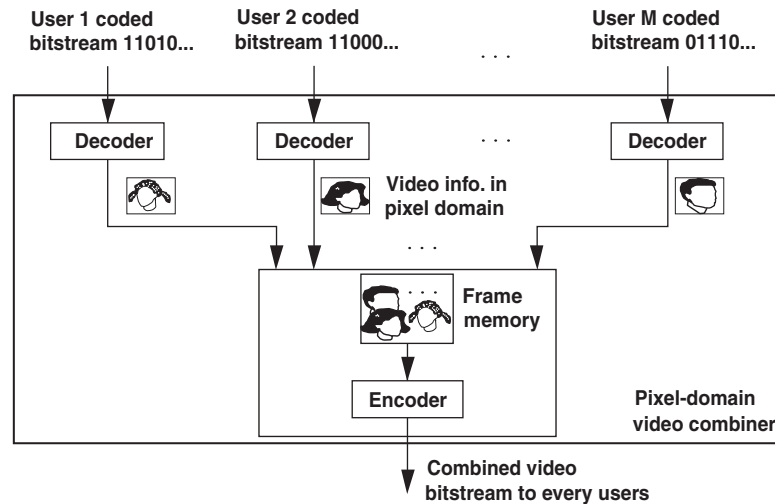 User 1 coded
bitstream 11010...
User 2 coded
bitstream 11000...
. . .
User M coded
bitstream 01110...
Decoder
Decoder
. . .
Decoder
Video info. in
pixel domain
. . .
. . .
Frame
memory
Encoder
Pixel-domain
video combiner
Combined video
bitstream to every users